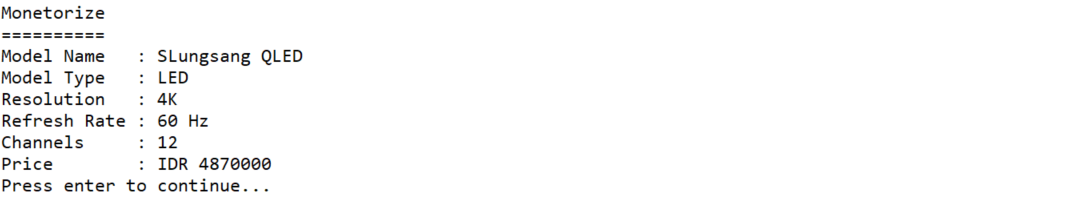 Monetorize
==========
Model Name   : SLungsang QLED
Model Type   : LED
Resolution   : 4K
Refresh Rate : 60 Hz
Channels     : 12
Price        : IDR 4870000
Press enter to continue...